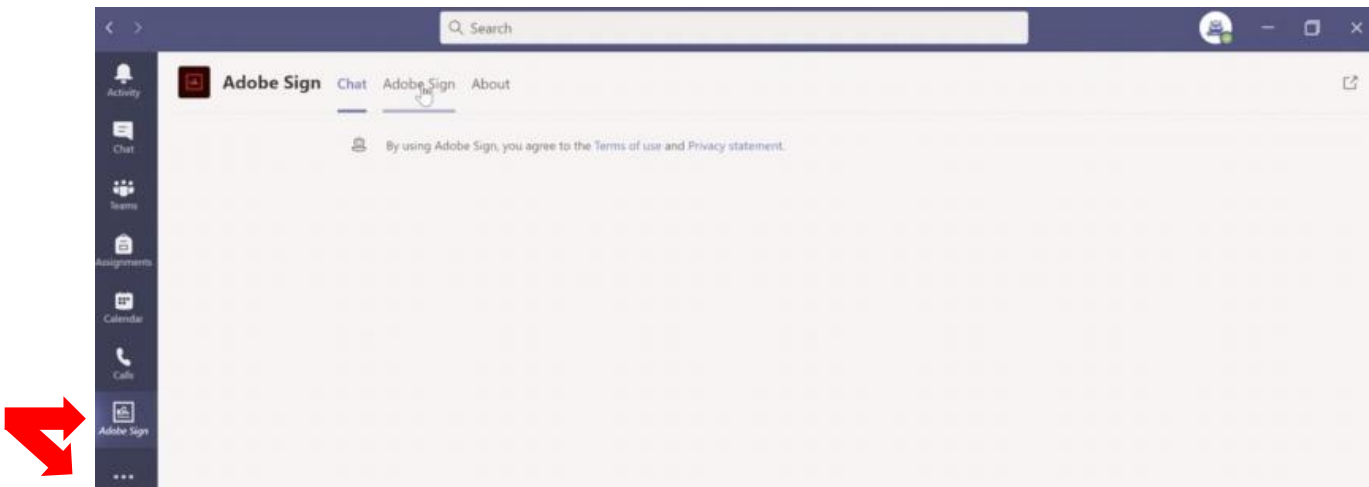 Search
Activity
Chat
Teams
Assignments
Calendar
Calls
Adobe Sign
Adobe Sign Chat Adobe Sign About
By using Adobe Sign, you agree to the Terms of use and Privacy statement.